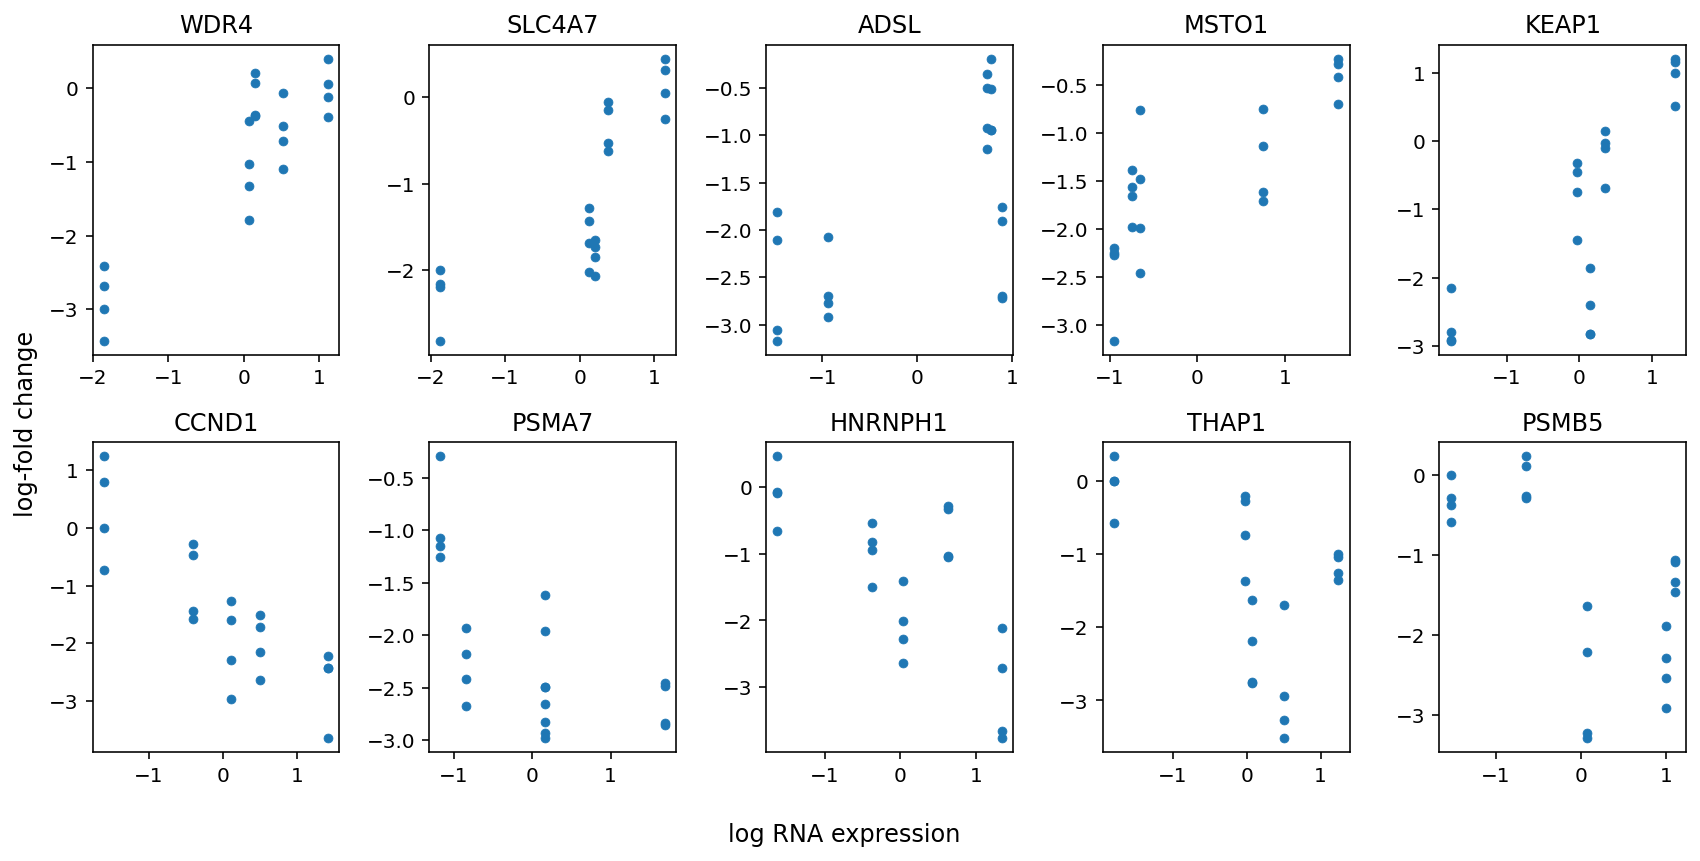 WDR4 SLC4A7 ADSL MSTO1 KEAP1
0 −1 −2 −3
−2 −1 0 1
0 −1 −2
−2 −1 0 1
−0.5 −1.0 −1.5 −2.0 −2.5 −3.0
−1 0 1
−0.5 −1.0 −1.5 −2.0 −2.5 −3.0
−1 0 1
1 0 −1 −2 −3
−1 0 1
log-fold change
CCND1 PSMA7 HNRNPH1 THAP1 PSMB5
1 0 −1 −2 −3
−1 0 1
−0.5 −1.0 −1.5 −2.0 −2.5 −3.0
−1 0 1
0 −1 −2 −3
−1 0 1
0 −1 −2 −3
−1 0 1
0 −1 −2 −3
−1 0 1
log RNA expression